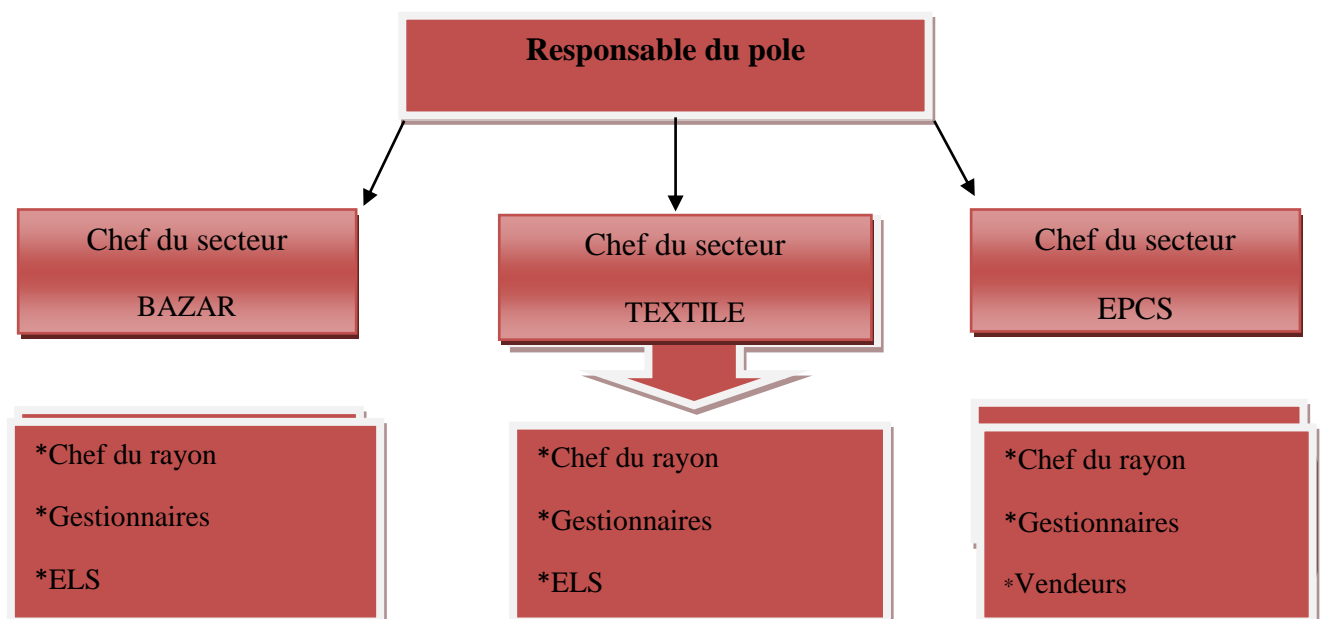 Responsable du pole
Chef du secteur
BAZAR
Chef du secteur
TEXTILE
Chef du secteur
EPCS
*Chef du rayon
*Gestionnaires
*ELS
*Chef du rayon
*Gestionnaires
*ELS
*Chef du rayon
*Gestionnaires
*Vendeurs